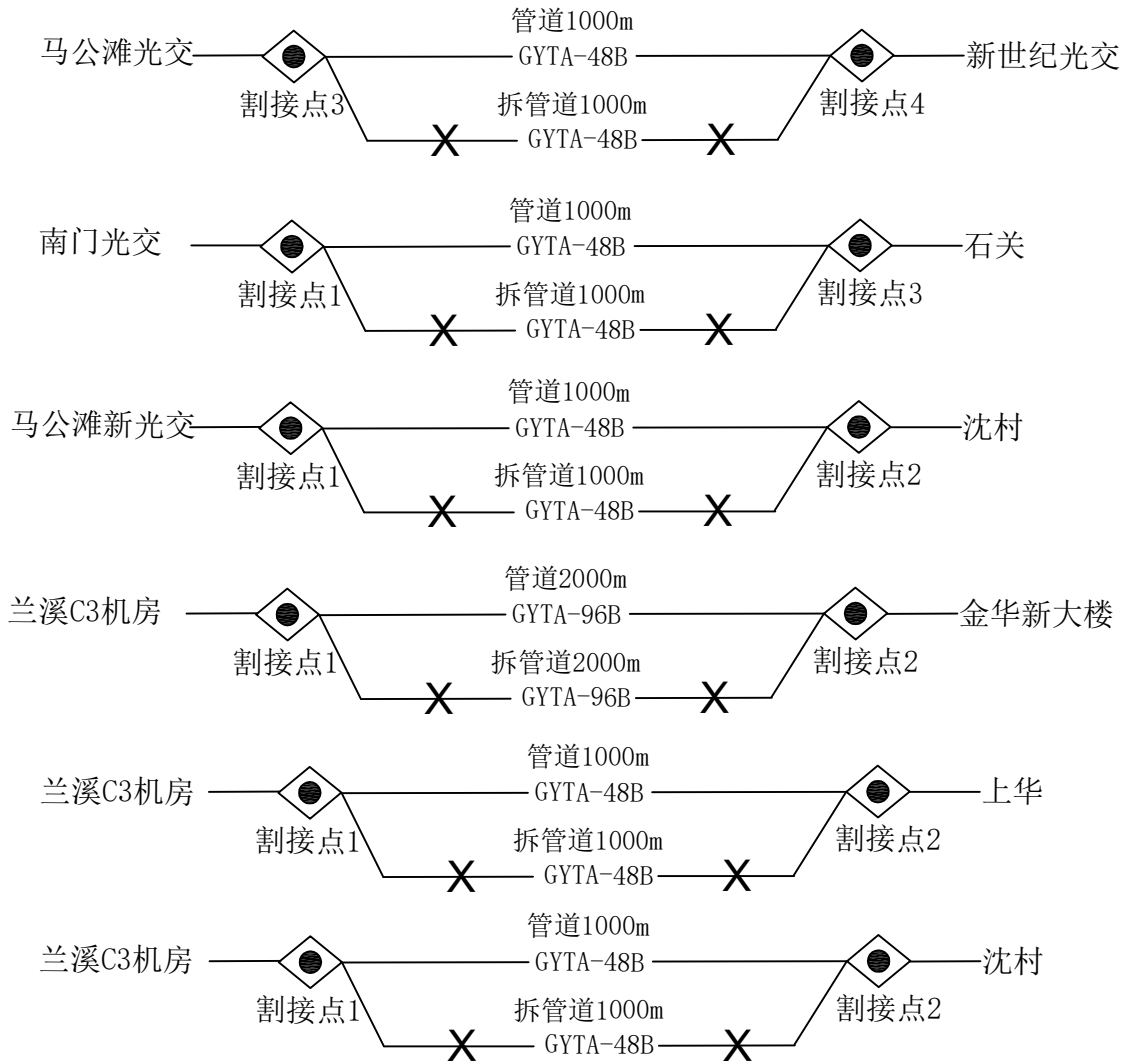 管道1000m
马公滩光交 GYTA-48B 新世纪光交
割接点3 拆管道1000m 割接点4
X GYTA-48B X
管道1000m
南门光交 GYTA-48B 石关
割接点1 拆管道1000m 割接点3
X GYTA-48B X
管道1000m
马公滩新光交 GYTA-48B 沈村
割接点1 拆管道1000m 割接点2
X GYTA-48B X
管道2000m
兰溪C3机房 GYTA-96B 金华新大楼
割接点1 拆管道2000m 割接点2
X GYTA-96B X
管道1000m
兰溪C3机房 GYTA-48B 上华
割接点1 拆管道1000m 割接点2
X GYTA-48B X
管道1000m
兰溪C3机房 GYTA-48B 沈村
割接点1 拆管道1000m 割接点2
X GYTA-48B X